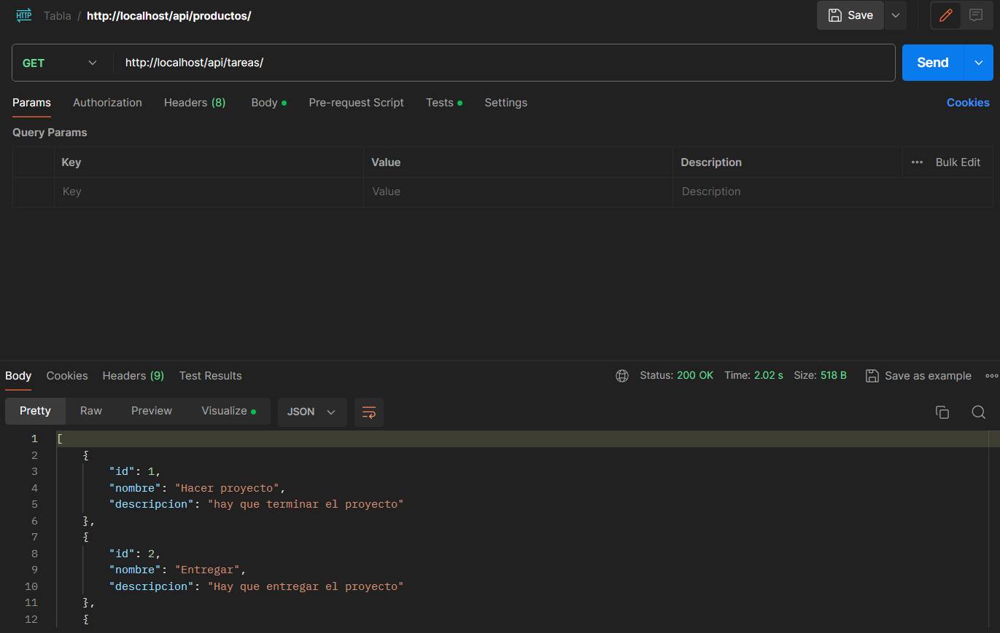 HTTP Tabla / http://localhost/api/productos/ Save
GET http://localhost/api/tareas/ Send
Params Authorization Headers (8) Body Pre-request Script Tests Settings Cookies
Query Params
Key Value Description Bulk Edit
Key Value Description
Body Cookies Headers (9) Test Results Status: 200 OK Time: 2.02 s Size: 518 B Save as example
Pretty Raw Preview Visualize JSON
1 [
2 {
3 "id": 1,
4 "nombre": "Hacer proyecto",
5 "descripcion": "hay que terminar el proyecto"
6 },
7 {
8 "id": 2,
9 "nombre": "Entregar",
10 "descripcion": "Hay que entregar el proyecto"
11 },
12 {